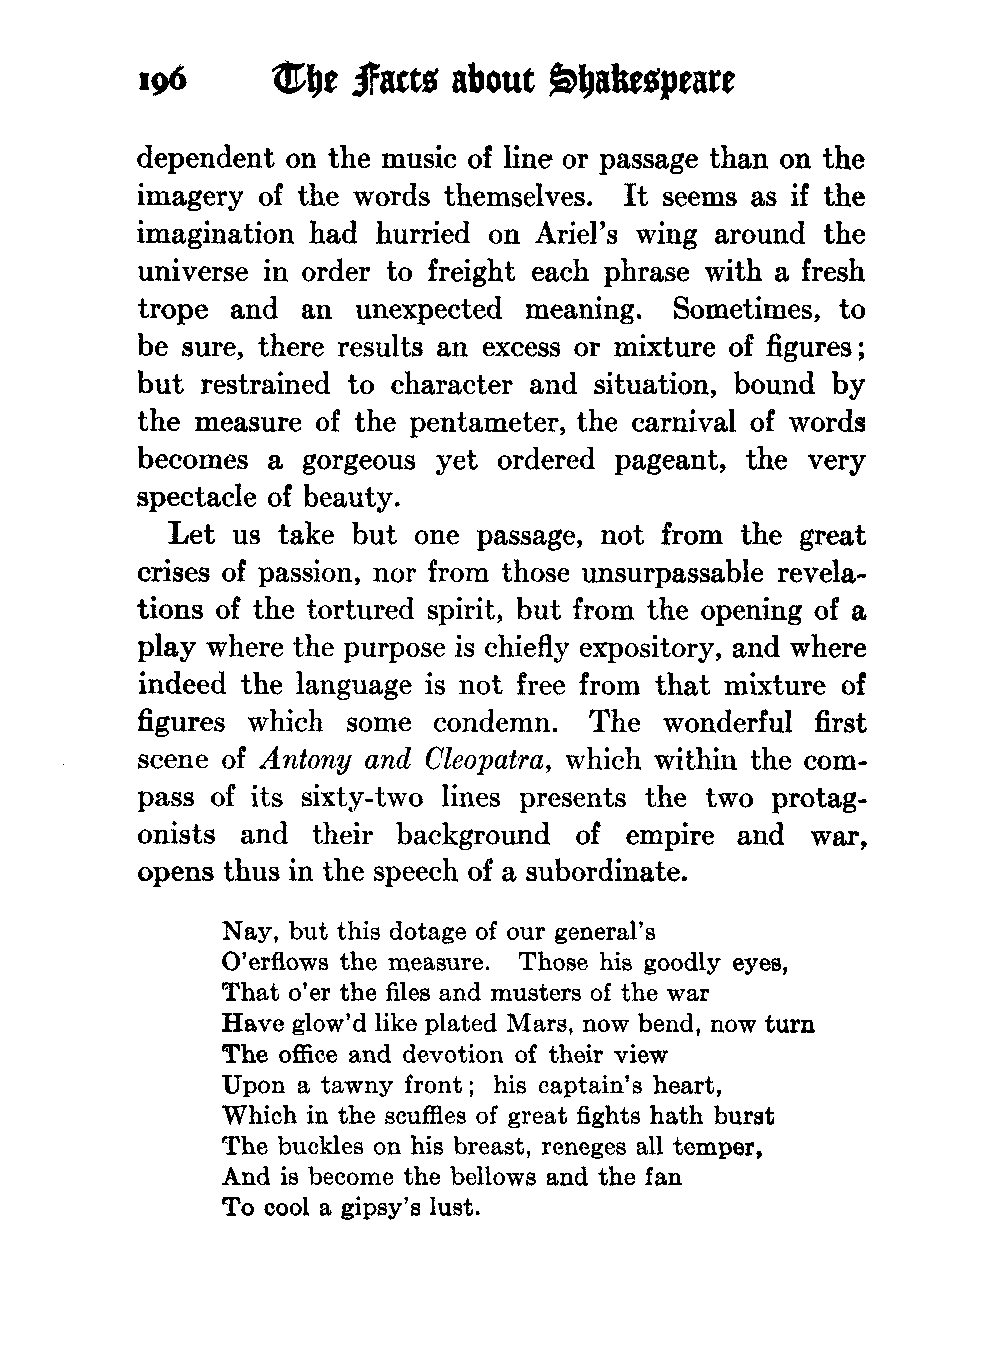 196 The Facts about Shakespeare
dependent on the music of line or passage than on the
imagery of the words themselves. It seems as if the
imagination had hurried on Ariel's wing around the
universe in order to freight each phrase with a fresh
trope and an unexpected meaning. Sometimes, to
be sure, there results an excess or mixture of figures;
but restrained to character and situation, bound by
the measure of the pentameter, the carnival of words
becomes a gorgeous yet ordered pageant, the very
spectacle of beauty.
Let us take but one passage, not from the great
crises of passion, nor from those unsurpassable revela-
tions of the tortured spirit, but from the opening of a
play where the purpose is chiefly expository, and where
indeed the language is not free from that mixture of
figures which some condemn. The wonderful first
scene of Antony and Cleopatra, which within the com-
pass of its sixty-two lines presents the two protag-
onists and their background of empire and war,
opens thus in the speech of a subordinate.
Nay, but this dotage of our general's
O'erflows the measure. Those his goodly eyes,
That o'er the files and musters of the war
Have glow'd like plated Mars, now bend, now turn
The office and devotion of their view
Upon a tawny front; his captain's heart,
Which in the scuffles of great fights hath burst
The buckles on his breast, reneges all temper,
And is become the bellows and the fan
To cool a gipsy's lust.